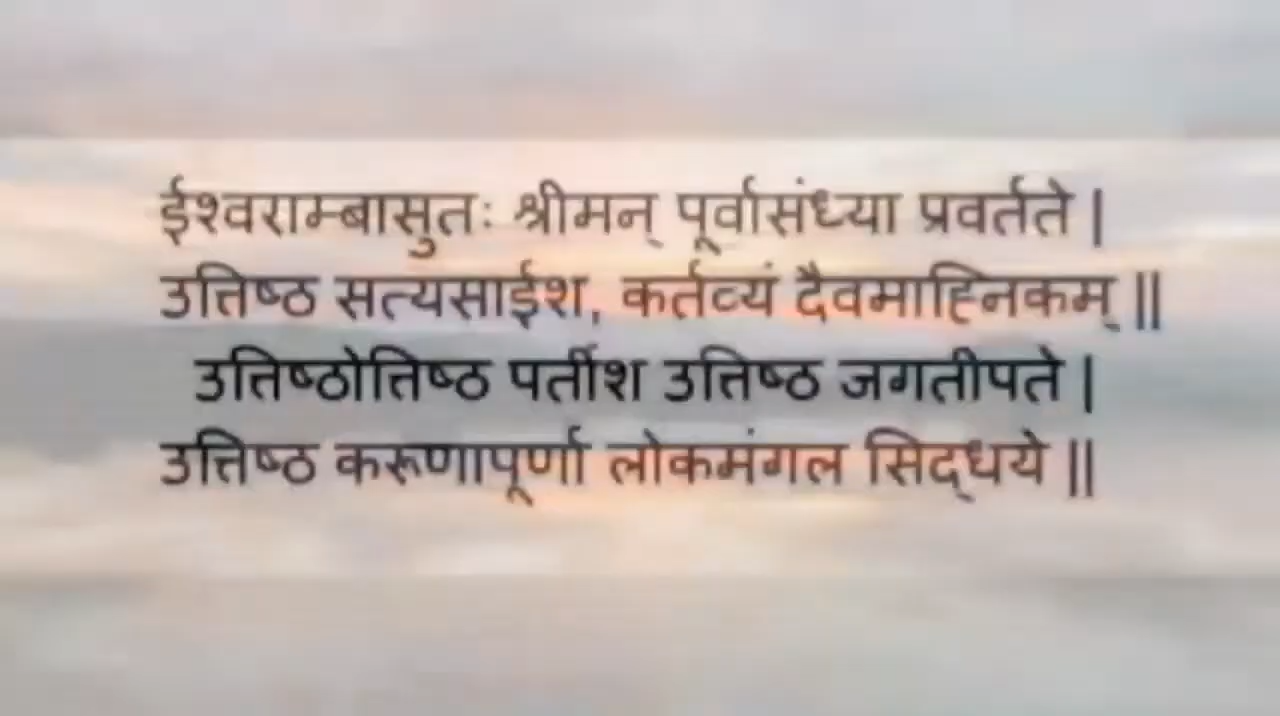 ईश्वराम्बासुतः श्रीमन् पूर्वासंध्या प्रवर्तते |
उत्तिष्ठ सत्यसाईश, कर्तव्यं दैवमाह्निकम् ||
उत्तिष्ठोत्तिष्ठ पर्तीश उत्तिष्ठ जगतीपते |
उत्तिष्ठ करूणापूर्णा लोकमंगल सिद्धये ||